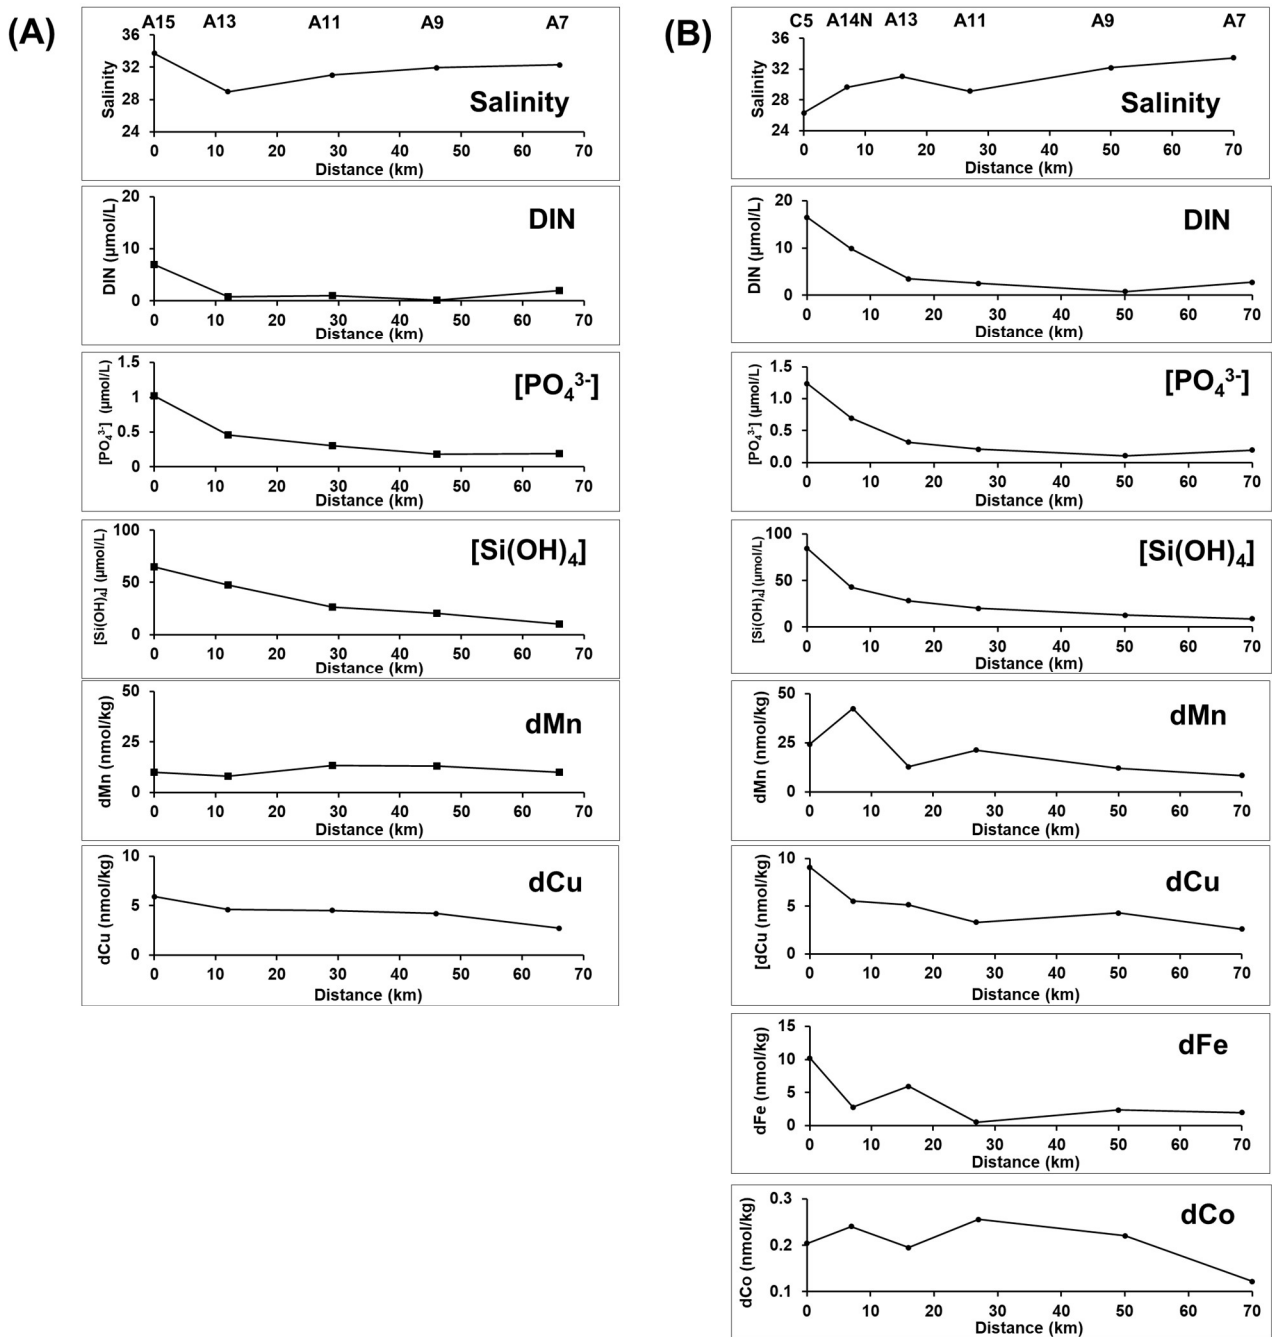 (A)
A15 A13 A11 A9 A7
36
32
28
24
Salinity
Salinity
0 10 20 30 40 50 60 70
Distance (km)
20
10
0
DIN (µmol/L)
DIN
0 10 20 30 40 50 60 70
Distance (km)
1.5
1
0.5
0
[PO₄³⁻] (µmol/L)
[PO₄³⁻]
0 10 20 30 40 50 60 70
Distance (km)
100
50
0
[Si(OH)₄] (µmol/L)
[Si(OH)₄]
0 10 20 30 40 50 60 70
Distance (km)
50
25
0
dMn (nmol/kg)
dMn
0 10 20 30 40 50 60 70
Distance (km)
10
5
0
dCu (nmol/kg)
dCu
0 10 20 30 40 50 60 70
Distance (km)
(B)
C5 A14N A13 A11 A9 A7
36
32
28
24
Salinity
Salinity
0 10 20 30 40 50 60 70
Distance (km)
20
10
0
DIN (µmol/L)
DIN
0 10 20 30 40 50 60 70
Distance (km)
1.5
1.0
0.5
0.0
[PO₄³⁻] (µmol/L)
[PO₄³⁻]
0 10 20 30 40 50 60 70
Distance (km)
100
50
0
[Si(OH)₄] (µmol/L)
[Si(OH)₄]
0 10 20 30 40 50 60 70
Distance (km)
50
25
0
dMn (nmol/kg)
dMn
0 10 20 30 40 50 60 70
Distance (km)
10
5
0
[dCu (nmol/kg)
dCu
0 10 20 30 40 50 60 70
Distance (km)
15
10
5
0
dFe (nmol/kg)
dFe
0 10 20 30 40 50 60 70
Distance (km)
0.3
0.2
0.1
dCo (nmol/kg)
dCo
0 10 20 30 40 50 60 70
Distance (km)